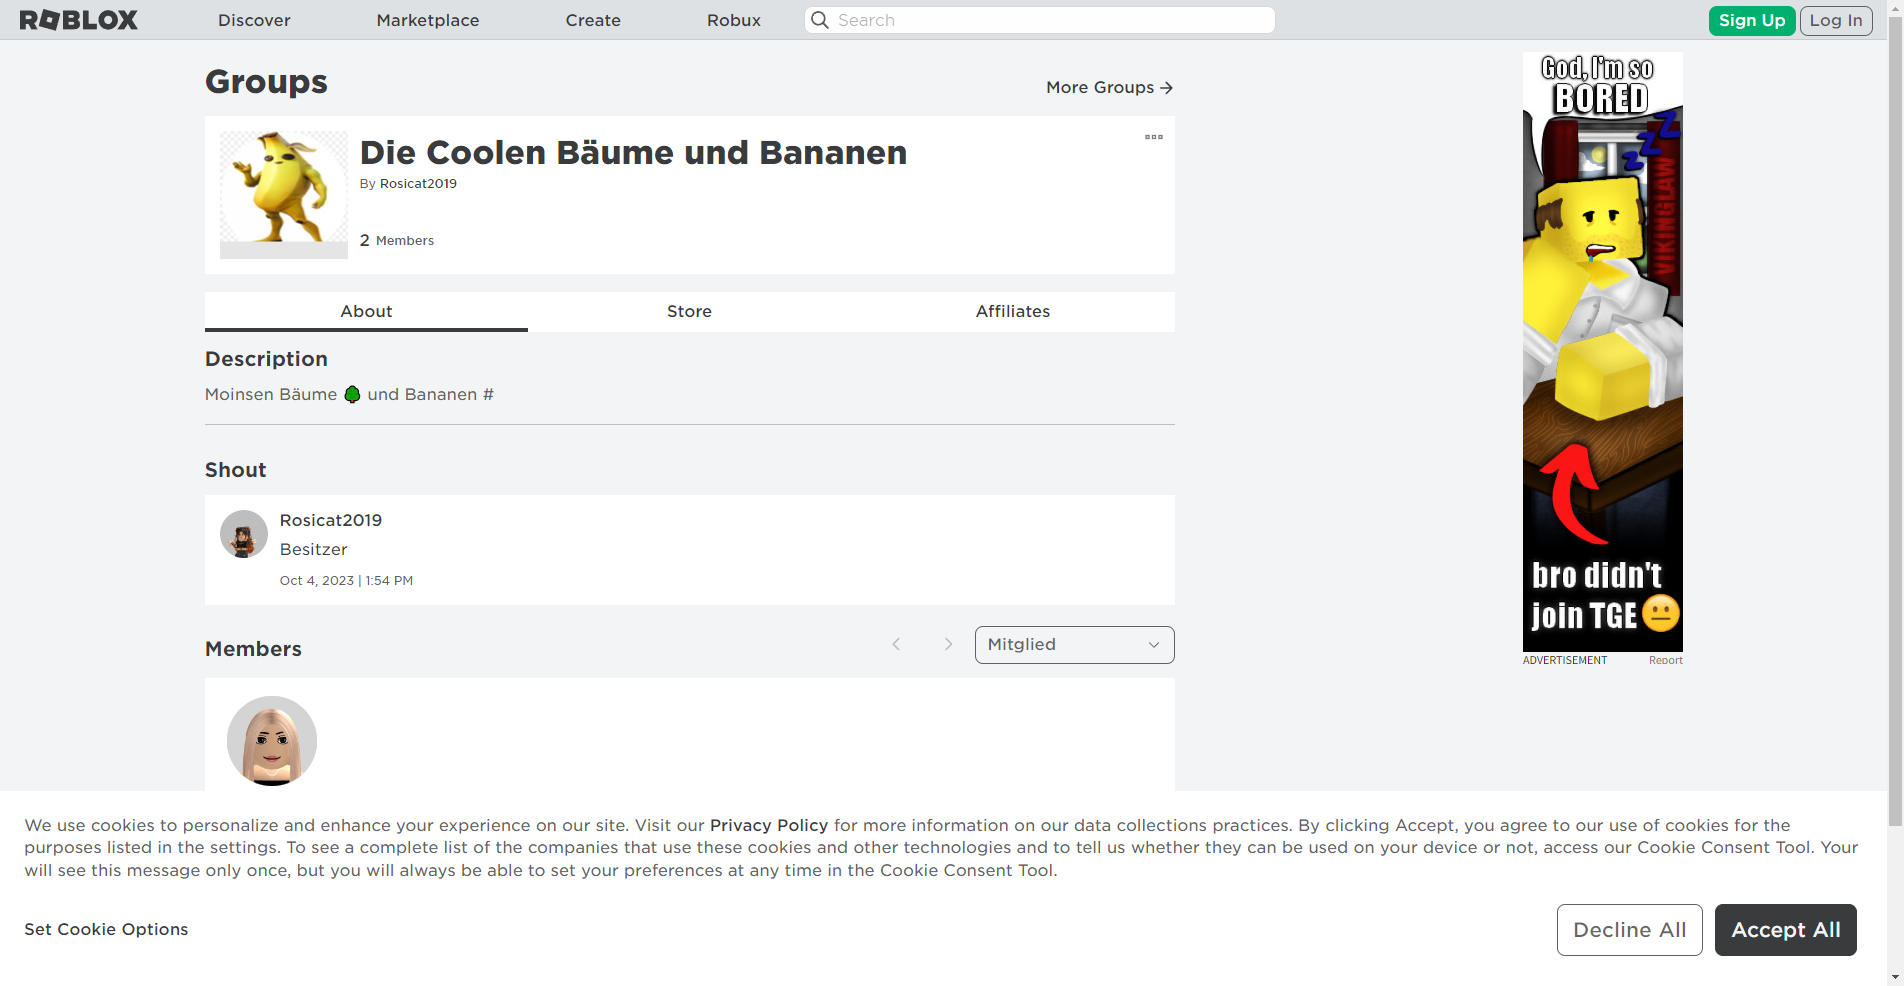 ROBLOX Discover Marketplace Create Robux Search Sign Up Log In
Groups
More Groups
Die Coolen Bäume und Bananen
By Rosicat2019
2 Members
About Store Affiliates
Description
Moinsen Bäume 🌳 und Bananen #
Shout
Rosicat2019
Besitzer
Oct 4, 2023 | 1:54 PM
Members
Mitglied
God, I'm so
BORED
ZZZ
VIKINGLAW
bro didn't
join TGE 😐
ADVERTISEMENT Report
We use cookies to personalize and enhance your experience on our site. Visit our Privacy Policy for more information on our data collections practices. By clicking Accept, you agree to our use of cookies for the
purposes listed in the settings. To see a complete list of the companies that use these cookies and other technologies and to tell us whether they can be used on your device or not, access our Cookie Consent Tool. Your
will see this message only once, but you will always be able to set your preferences at any time in the Cookie Consent Tool.
Set Cookie Options
Decline All
Accept All